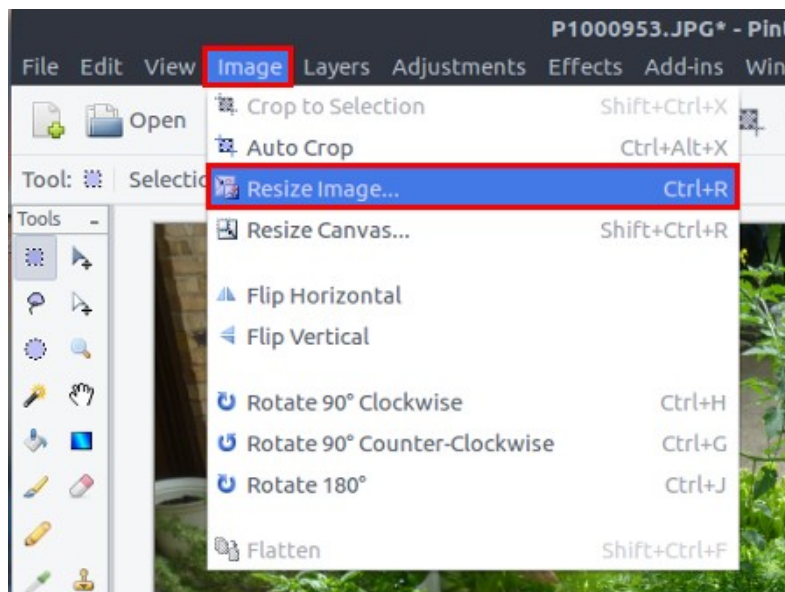 P1000953.JPG* - Pint
File Edit View Image Layers Adjustments Effects Add-ins Win
Open
Crop to Selection Shift+Ctrl+X
Auto Crop Ctrl+Alt+X
Tool: Selectio
Resize Image... Ctrl+R
Tools
Resize Canvas... Shift+Ctrl+R
Flip Horizontal
Flip Vertical
Rotate 90° Clockwise Ctrl+H
Rotate 90° Counter-Clockwise Ctrl+G
Rotate 180° Ctrl+J
Flatten Shift+Ctrl+F